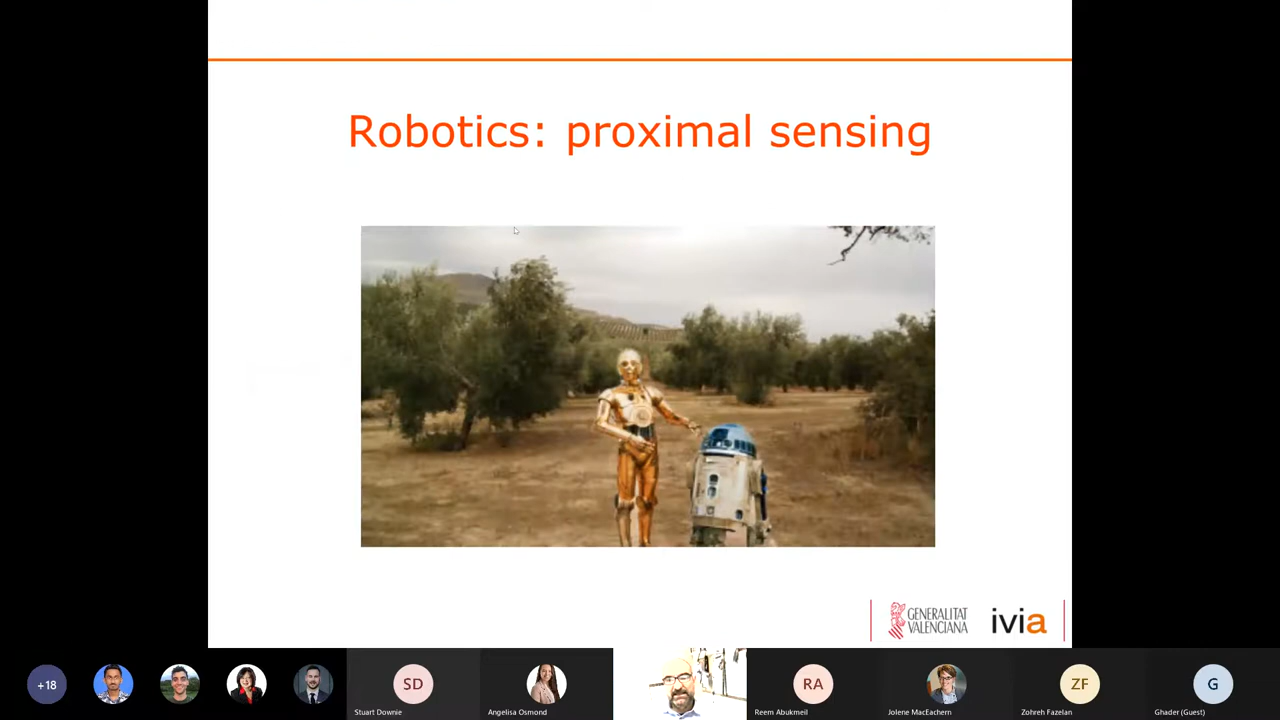 Robotics: proximal sensing
GENERALITAT
VALENCIANA
ivia
+18
SD
Stuart Downie
Angelisa Osmond
RA
Reem Abukmeil
Jolene MacEachern
ZF
Zohreh Fazelan
G
Ghader (Guest)